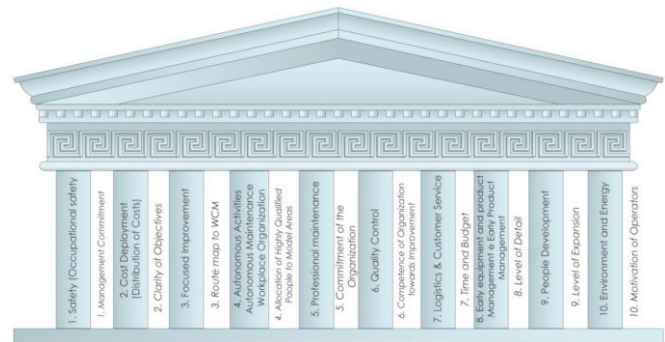 1. Safety (Occupational safety)
1. Management Commitment
2. Cost Deployment
(Distribution of Costs)
2. Clarity of Objectives
3. Focused Improvement
3. Route map to WCM
4. Autonomous Activities
Autonomous Maintenance
Workplace Organization
4. Allocation of Highly Qualified
People to Model Areas
5. Professional maintenance
5. Commitment of the
Organization
6. Quality Control
6. Competence of Organization
towards Improvement
7. Logistics & Customer Service
7. Time and Budget
8. Early equipment and product
Management e Early Product
Management
8. Level of Detail
9. People Development
9. Level of Expansion
10. Environment and Energy
10. Motivation of Operators